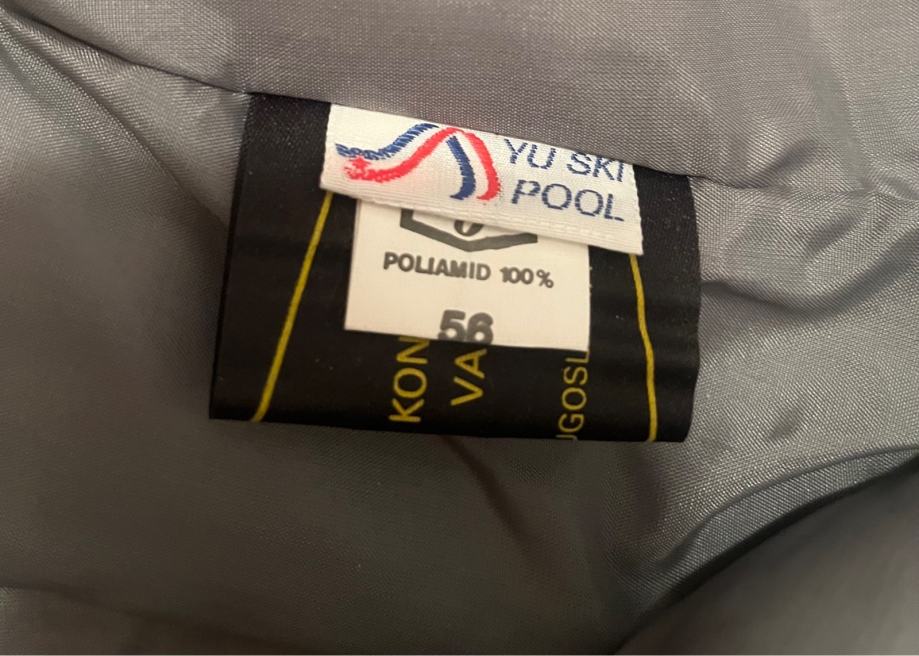 YU SKI
POOL
POLIAMID 100%
56
KON
VA
UGOSL